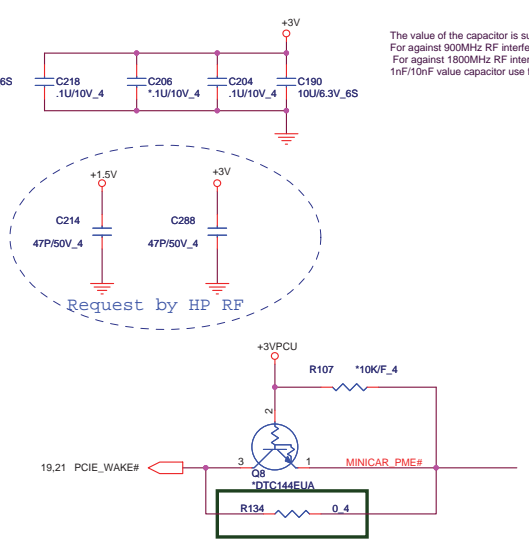 +3V
The value of the capacitor is su
For against 900MHz RF interfe
For against 1800MHz RF inter
1nF/10nF value capacitor use f
6S
C218
.1U/10V_4
C206
*.1U/10V_4
C204
.1U/10V_4
C190
10U/6.3V_6S
+1.5V
+3V
C214
47P/50V_4
C288
47P/50V_4
Request by HP RF
+3VPCU
R107
*10K/F_4
2
19,21 PCIE_WAKE#
3
1
MINICAR_PME#
Q8
*DTC144EUA
R134
0_4